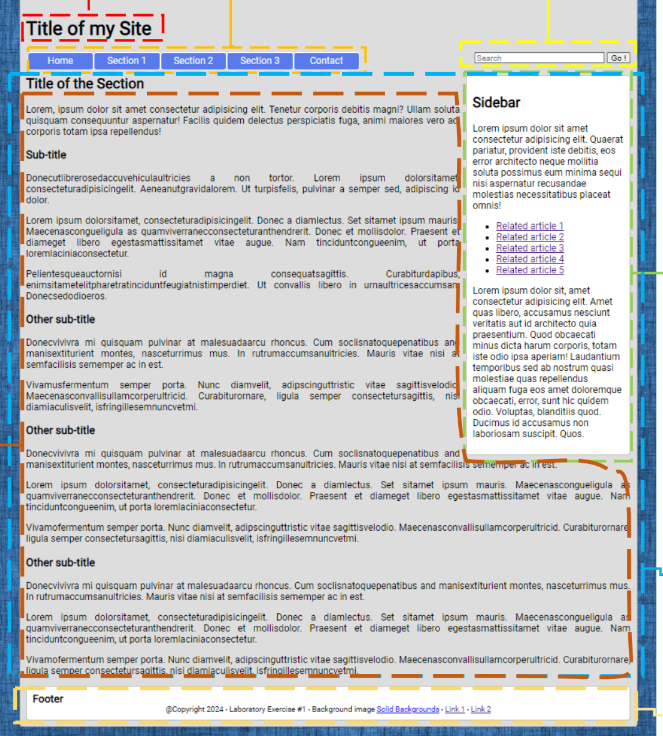 Title of my Site
Home Section 1 Section 2 Section 3 Contact
Search Go !
Title of the Section
Lorem, ipsum dolor sit amet consectetur adipisicing elit. Tenetur corporis debitis magni? Ullam soluta
quisquam consequuntur aspernatur! Facilis quidem delectus perspiciatis fuga, animi maiores vero ad
corporis totam ipsa repellendus!
Sub-title
Donecutlibrerosedaccuvehiculaultricies a non tortor. Lorem ipsum dolorsitamet,
consecteturadipisicingelit. Aeneanutgravidalorem. Ut turpisfelis, pulvinar a semper sed, adipiscing id
dolor.
Lorem ipsum dolorsitamet, consecteturadipisicingelit. Donec a diamlectus. Set sitamet ipsum mauris.
Maecenascongueligula as quamviverranecconsecteturanthendrerit. Donec et mollisdolor. Praesent et
diameget libero egestasmattissitamet vitae augue. Nam tinciduntcongueenim, ut porta
loremlaciniaconsectetur.
Pellentesqueauctornisi id magna consequatsagittis. Curabiturdapibus,
enimsitametelitpharetratinciduntfeugiatnistimperdiet. Ut convallis libero in urnaultricesaccumsan.
Donecseddodioeros.
Other sub-title
Donecvivivra mi quisquam pulvinar at malesuadaarcu rhoncus. Cum soclisnatoquepenatibus and
manisextiturient montes, nasceturrimus mus. In rutrumaccumsanultricies. Mauris vitae nisi at
semfacilisis sememper ac in est.
Vivamusfermentum semper porta. Nunc diamvelit, adipscinguttristic vitae sagittisvelodio.
Maecenasconvallisullamcorperultricid. Curabiturornare, ligula semper consectetursagittis, nisi
diamiaculisvelit, isfringillesemnuncvetmi.
Other sub-title
Donecvivivra mi quisquam pulvinar at malesuadaarcu rhoncus. Cum soclisnatoquepenatibus and
manisextiturient montes, nasceturrimus mus. In rutrumaccumsanultricies. Mauris vitae nisi at semfacilisis sememper ac in est.
Lorem ipsum dolorsitamet, consecteturadipisicingelit. Donec a diamlectus. Set sitamet ipsum mauris. Maecenascongueligula as
quamviverranecconsecteturanthendrerit. Donec et mollisdolor. Praesent et diameget libero egestasmattissitamet vitae augue. Nam
tinciduntcongueenim, ut porta loremlaciniaconsectetur.
Vivamofermentum semper porta. Nunc diamvelit, adipscinguttristic vitae sagittisvelodio. Maecenasconvallisullamcorperultricid. Curabiturornare,
ligula semper consectetursagittis, nisi diamiaculisvelit, isfringillesemnuncvetmi.
Other sub-title
Donecvivivra mi quisquam pulvinar at malesuadaarcu rhoncus. Cum soclisnatoquepenatibus and manisextiturient montes, nasceturrimus mus.
In rutrumaccumsanultricies. Mauris vitae nisi at semfacilisis sememper ac in est.
Lorem ipsum dolorsitamet, consecteturadipisicingelit. Donec a diamlectus. Set sitamet ipsum mauris. Maecenascongueligula as
quamviverranecconsecteturanthendrerit. Donec et mollisdolor. Praesent et diameget libero egestasmattissitamet vitae augue. Nam
tinciduntcongueenim, ut porta loremlaciniaconsectetur.
Vivamofermentum semper porta. Nunc diamvelit, adipscinguttristic vitae sagittisvelodio. Maecenasconvallisullamcorperultricid. Curabiturornare,
ligula semper consectetursagittis, nisi diamiaculisvelit, isfringillesemnuncvetmi.
Sidebar
Lorem ipsum dolor sit amet
consectetur adipisicing elit. Quaerat
pariatur, provident iste debitis, eos
error architecto neque mollitia
soluta possimus eum minima sequi
nisi aspernatur recusandae
molestias necessitatibus placeat
omnis!
Related article 1
Related article 2
Related article 3
Related article 4
Related article 5
Lorem ipsum dolor sit, amet
consectetur adipisicing elit. Amet
quas libero, accusamus nesciunt
veritatis aut id architecto quia
praesentium. Quod obcaecati
minus dicta harum corporis, totam
iste odio ipsa aperiam! Laudantium
temporibus sed ab nostrum quasi
molestiae quas repellendus
aliquam fuga eos amet doloremque
obcaecati, error, sunt hic quidem
odio. Voluptas, blanditiis quod.
Ducimus id accusamus non
laboriosam suscipit. Quos.
Footer
@Copyright 2024 - Laboratory Exercise #1 - Background image Solid Backgrounds - Link 1 - Link 2